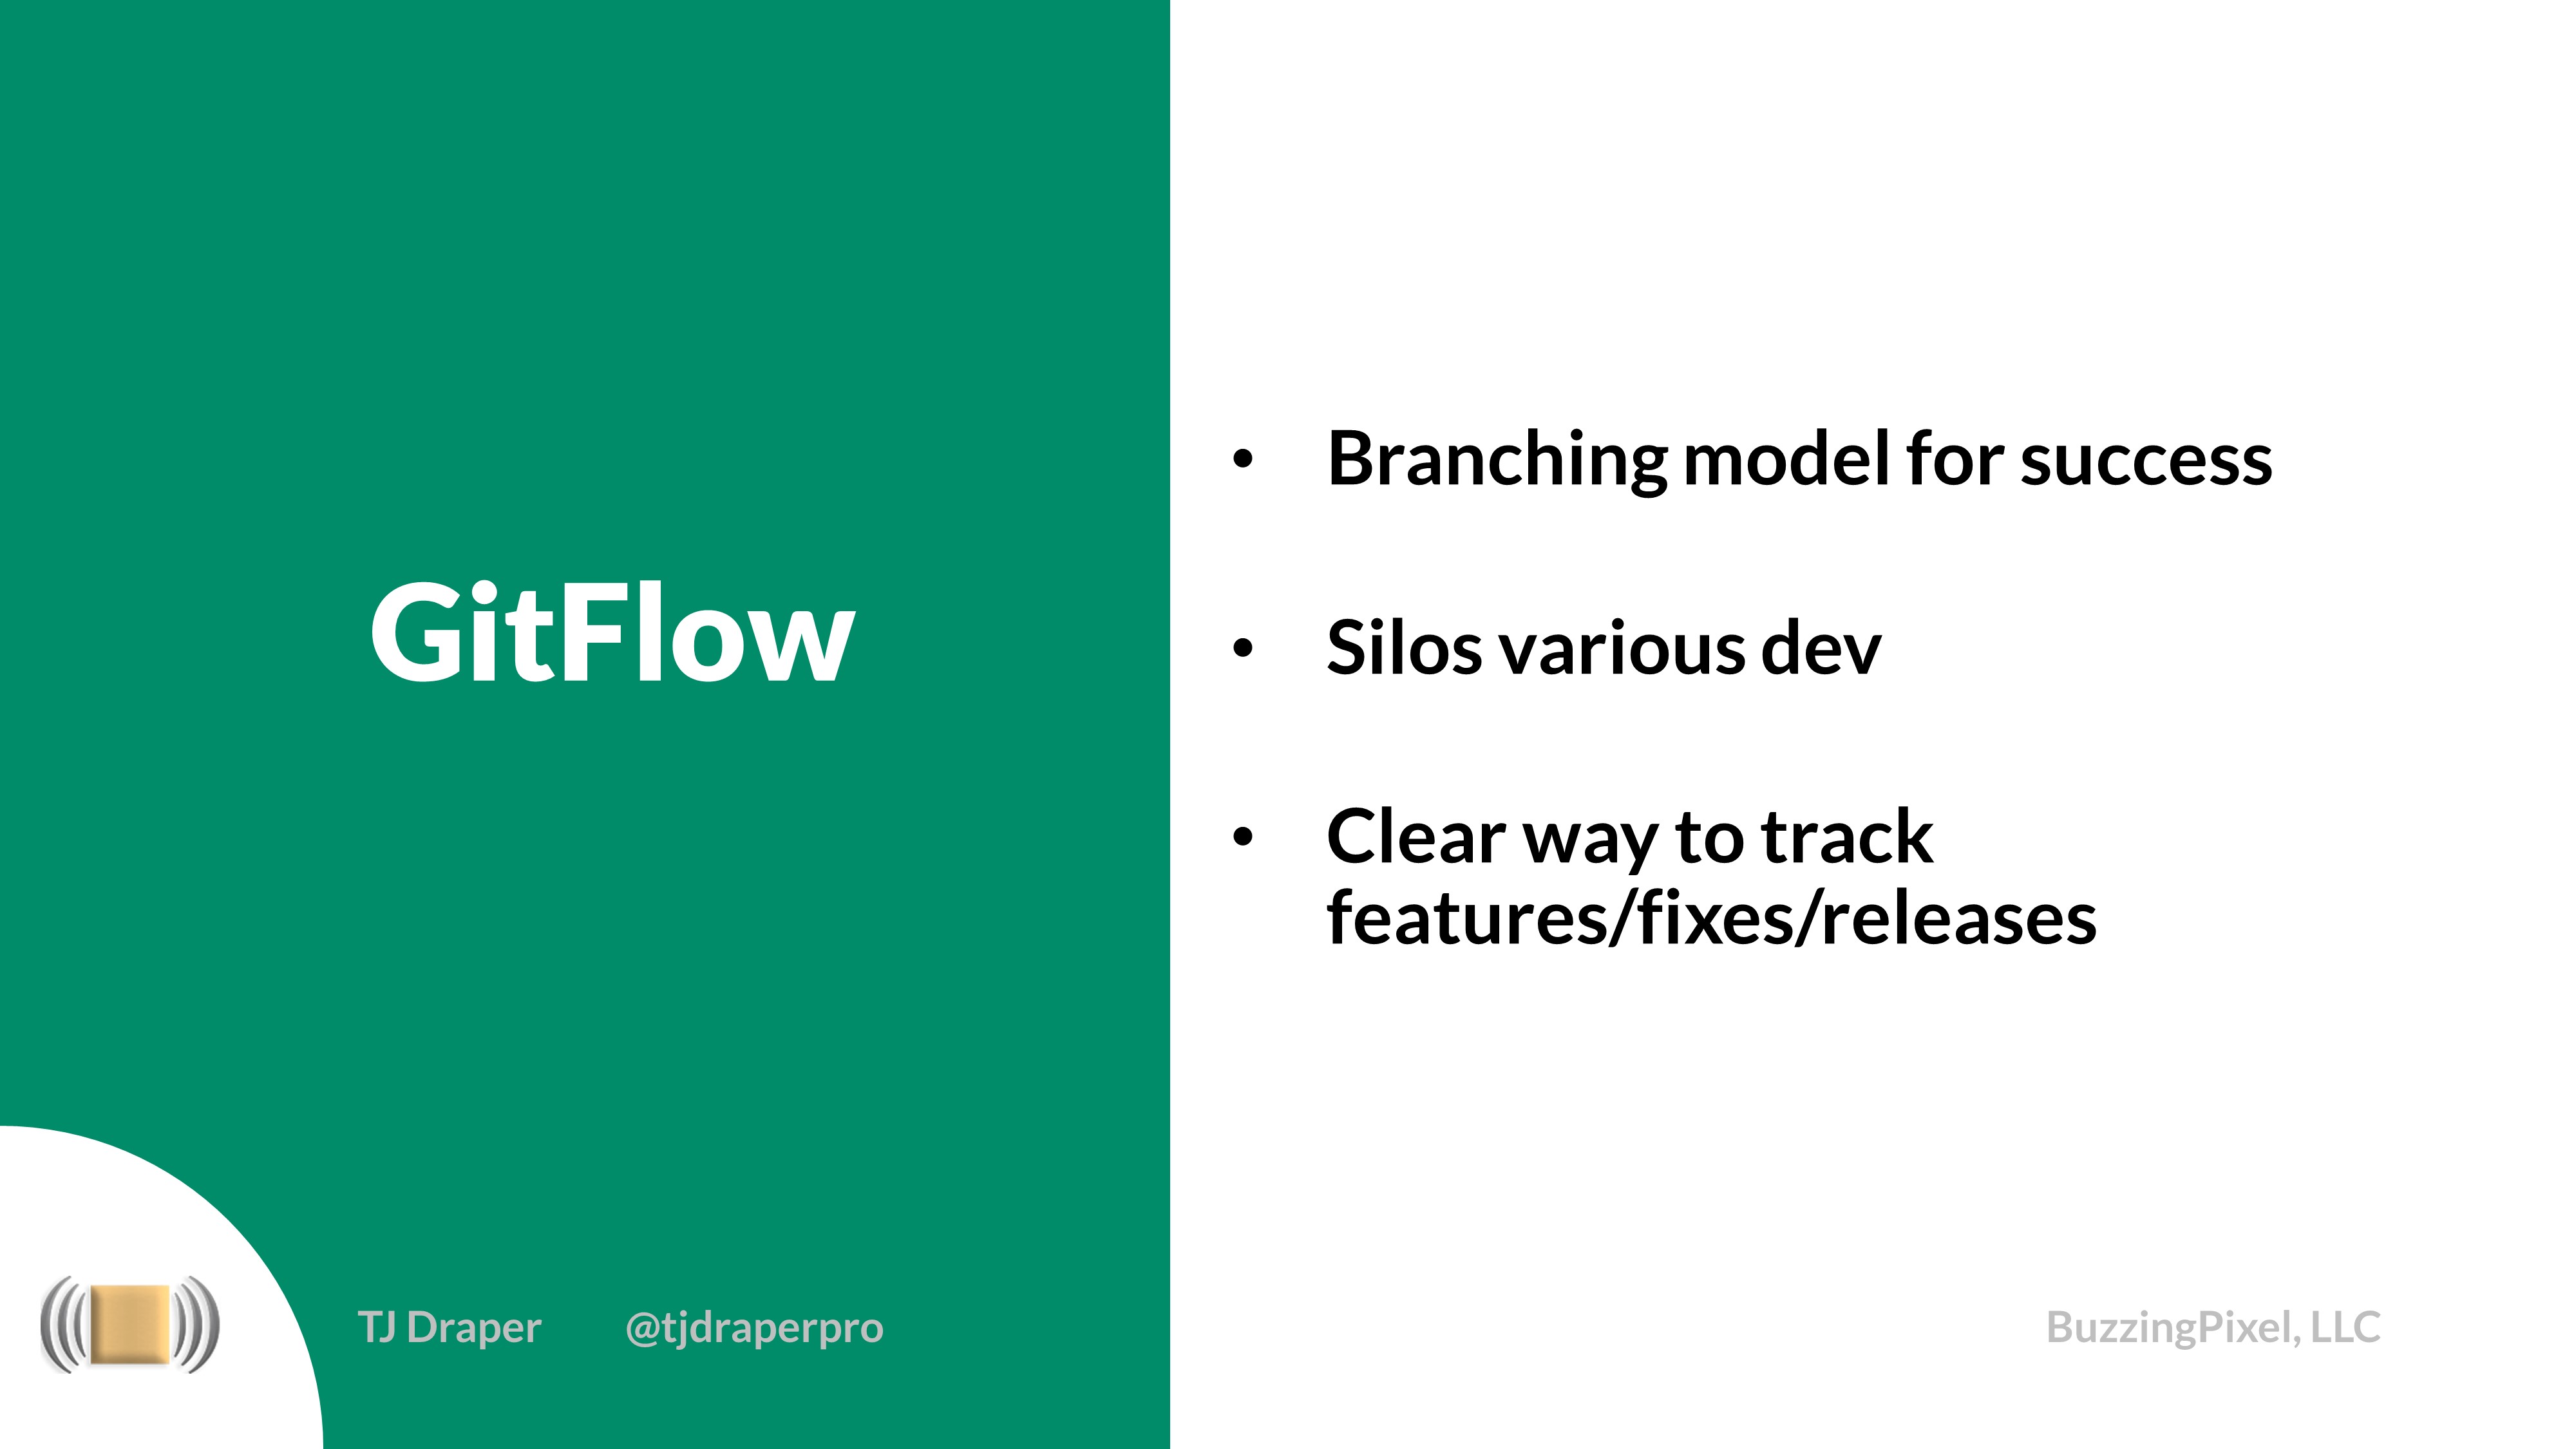 GitFlow
• Branching model for success
• Silos various dev
• Clear way to track
features/fixes/releases
TJ Draper @tjdraperpro
BuzzingPixel, LLC